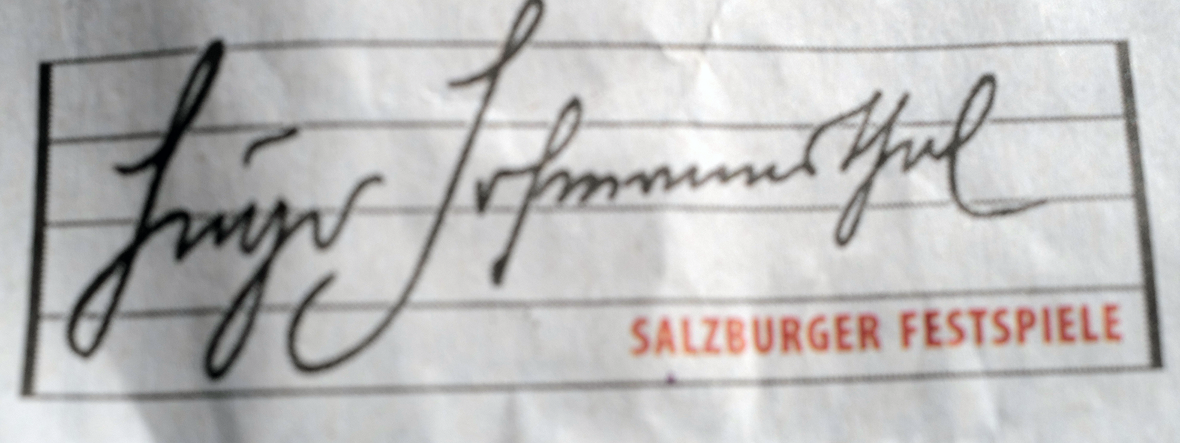 Hugo Hofmannsthal
SALZBURGER FESTSPIELE